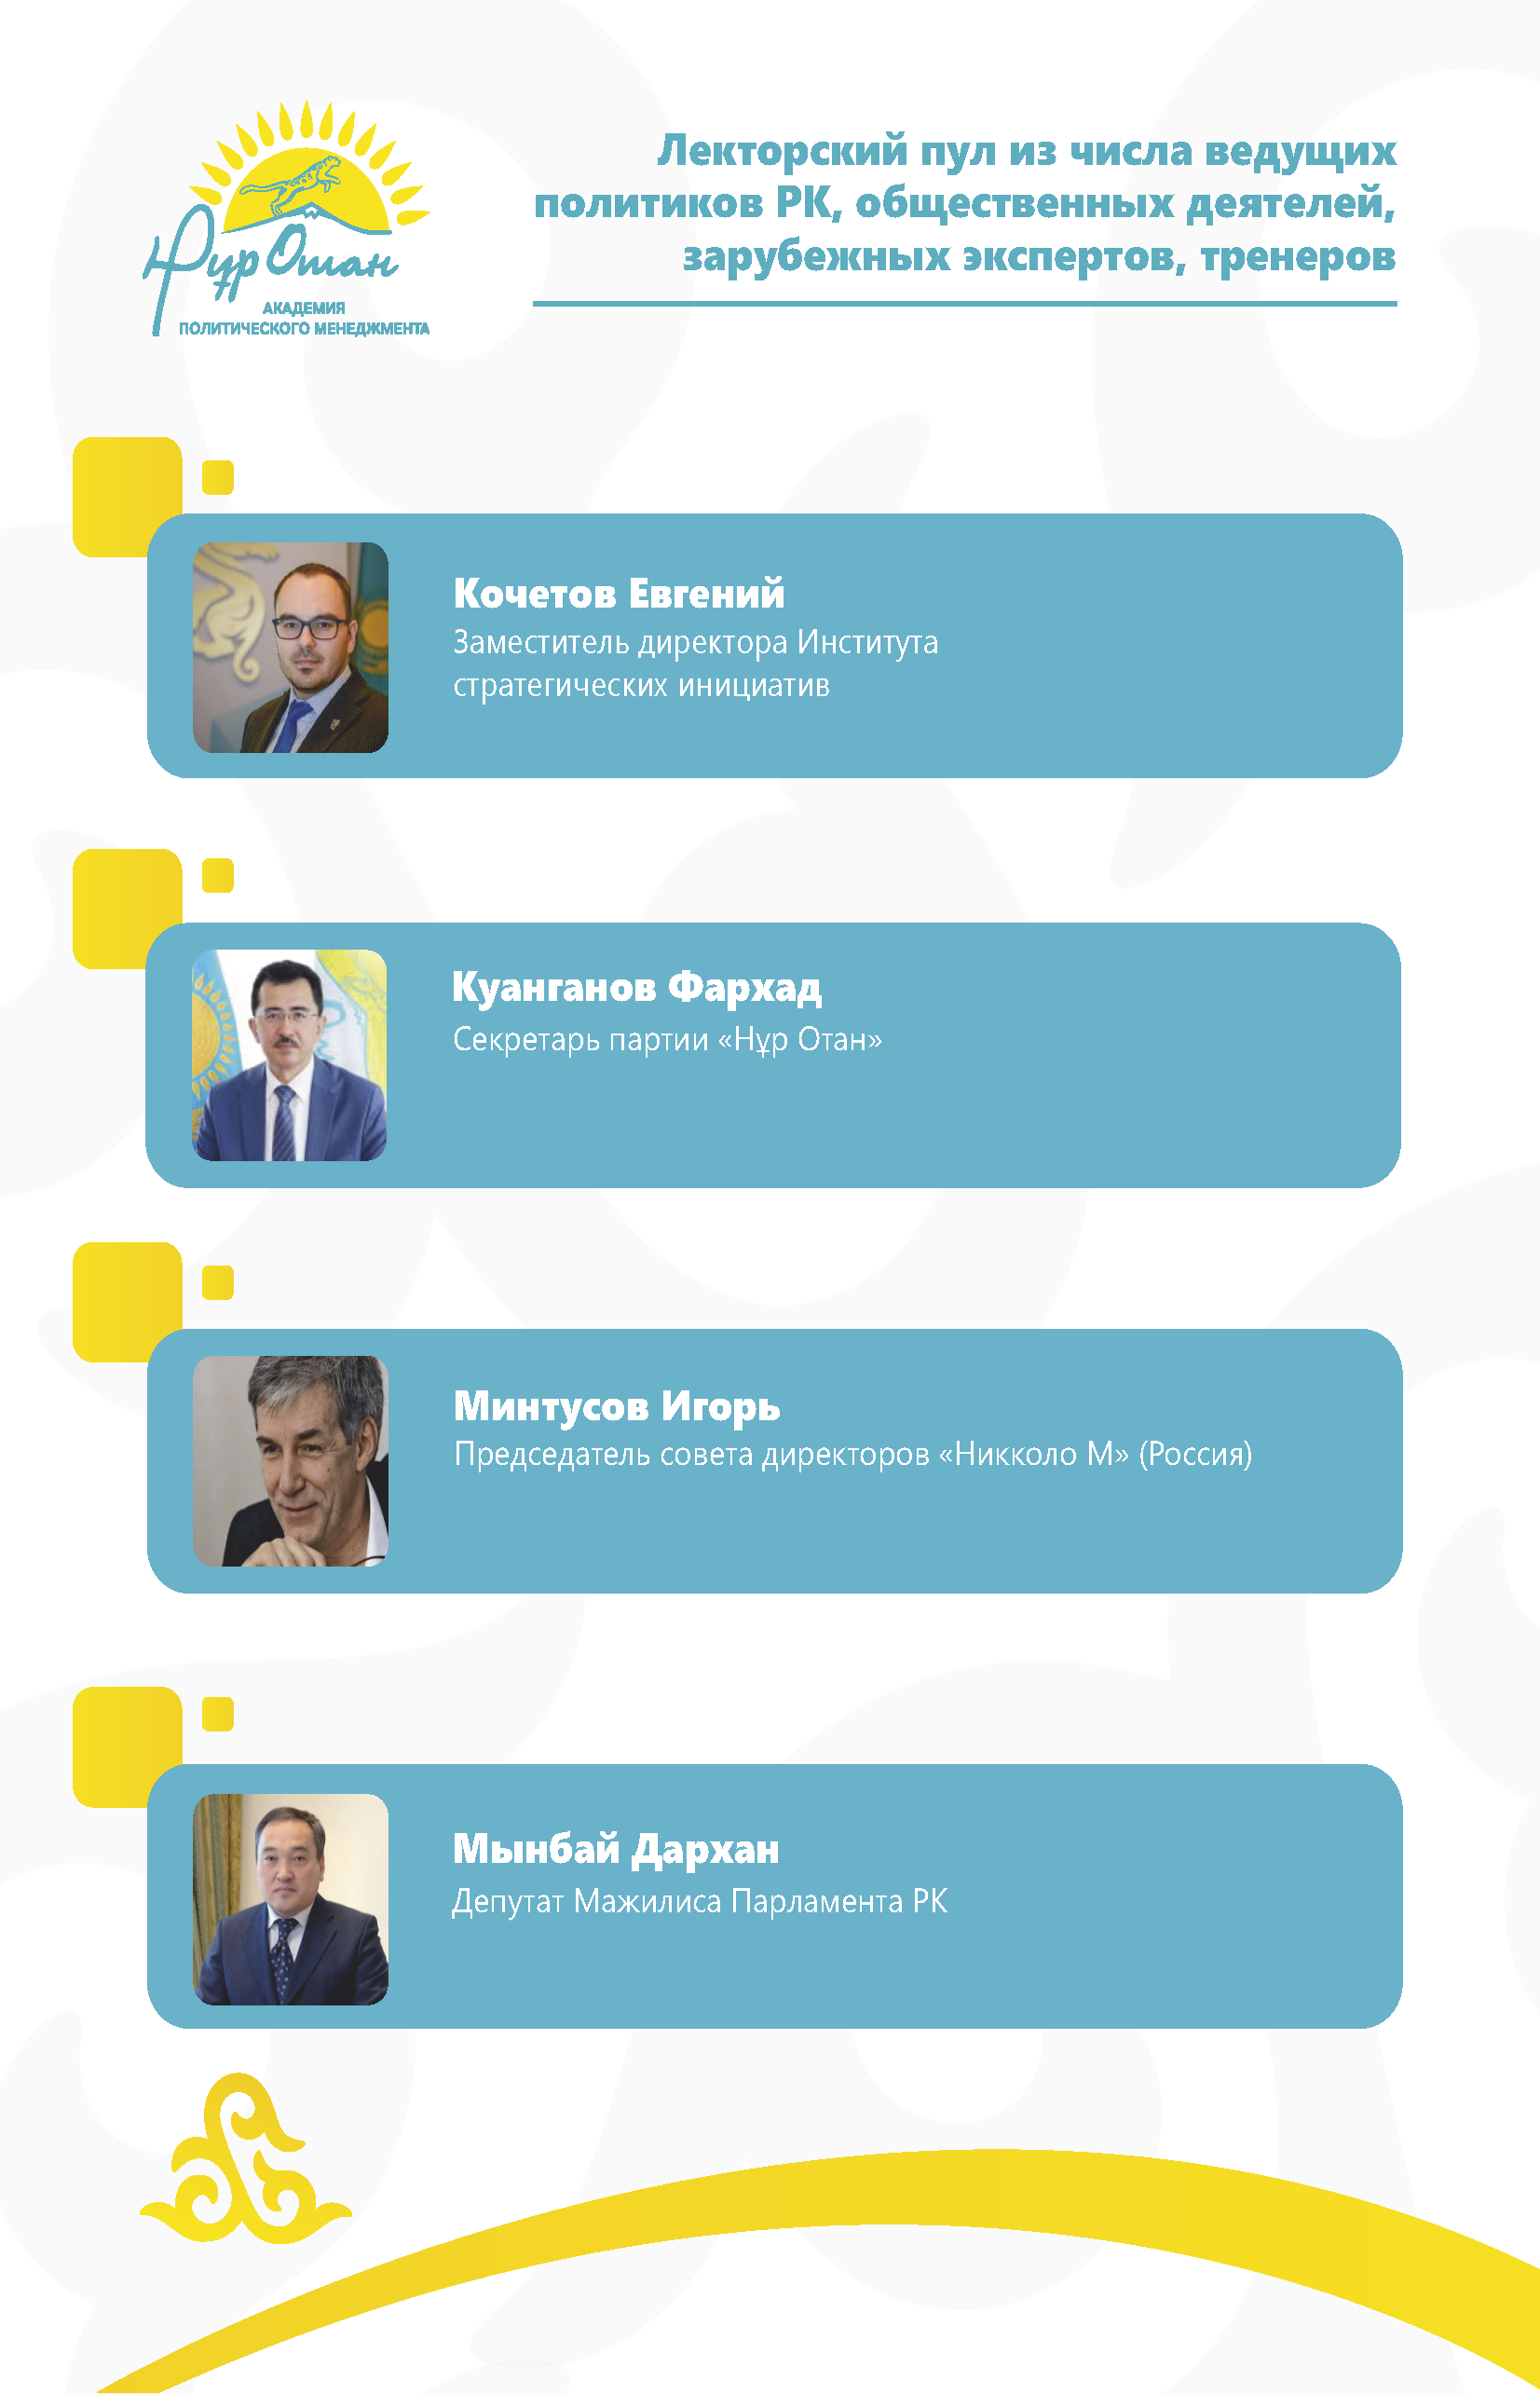 Нұр Отан
АКАДЕМИЯ
ПОЛИТИЧЕСКОГО МЕНЕДЖМЕНТА
Лекторский пул из числа ведущих
политиков РК, общественных деятелей,
зарубежных экспертов, тренеров
Кочетов Евгений
Заместитель директора Института
стратегических инициатив
Куанганов Фархад
Секретарь партии «Нұр Отан»
Минтусов Игорь
Председатель совета директоров «Никколо М» (Россия)
Мынбай Дархан
Депутат Мажилиса Парламента РК